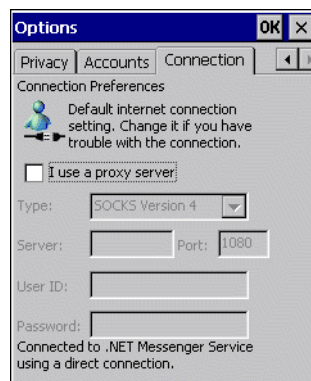 Options OK ×
Privacy Accounts Connection
Connection Preferences
Default internet connection
setting. Change it if you have
trouble with the connection.
I use a proxy server
Type: SOCKS Version 4
Server: Port: 1080
User ID:
Password:
Connected to .NET Messenger Service
using a direct connection.